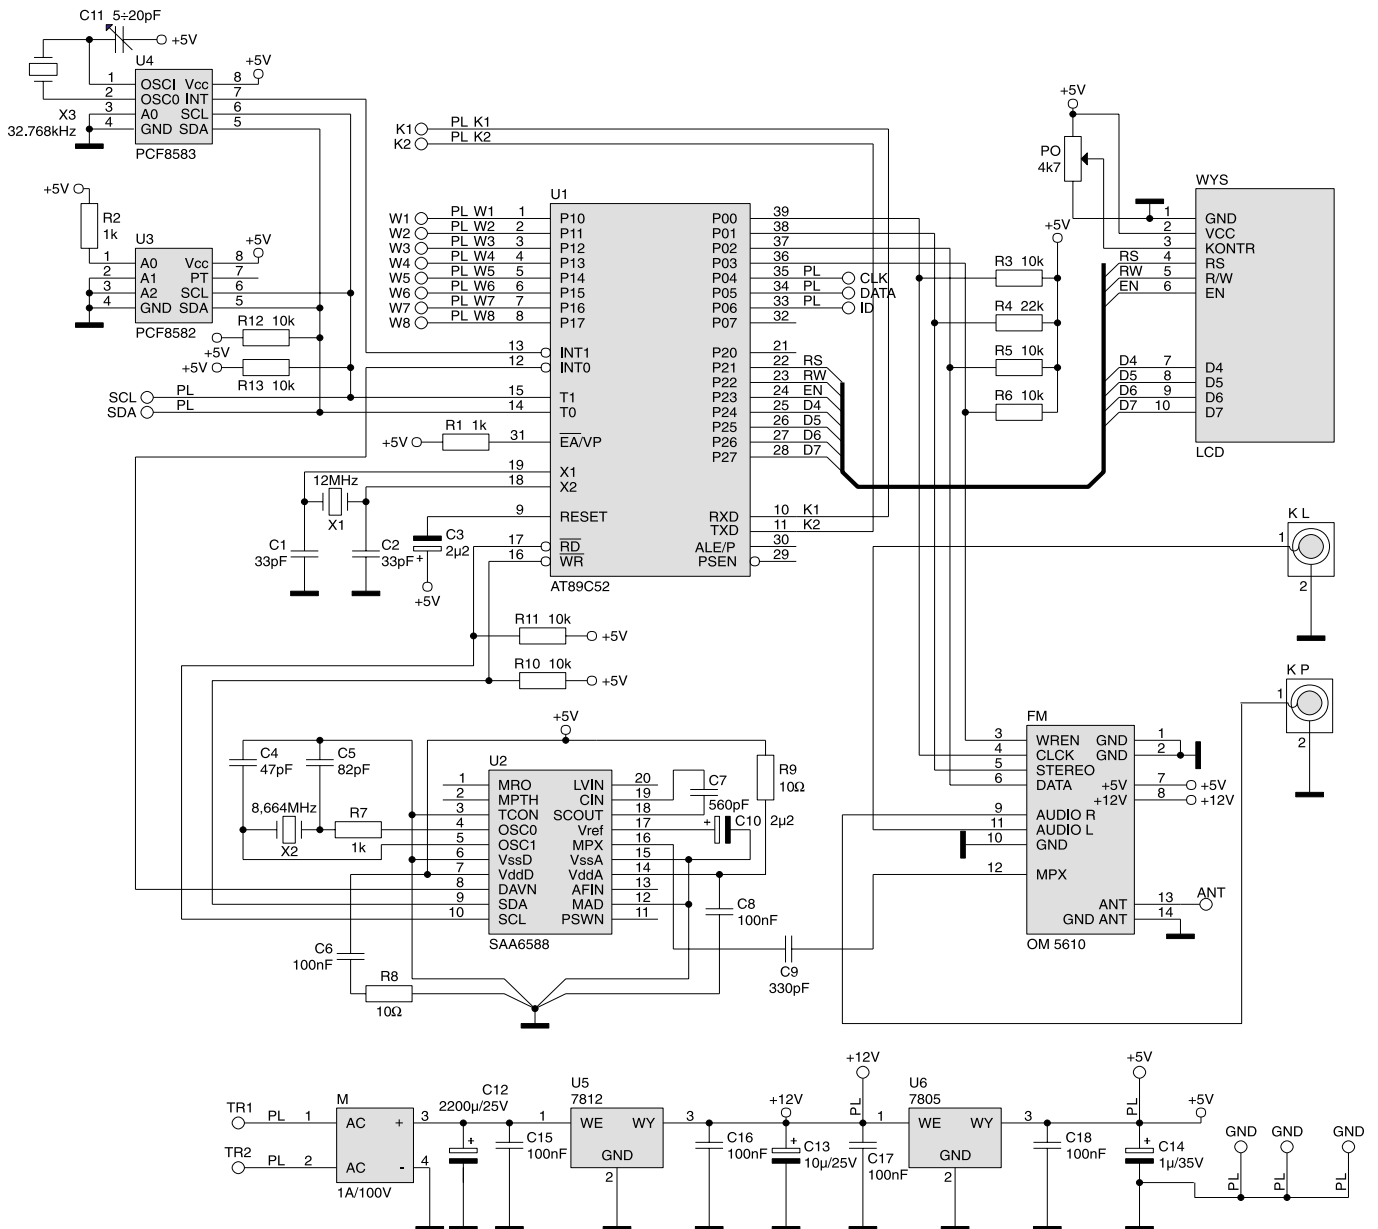 C11 5÷20pF
+5V
U4
+5V
1 OSCI Vcc 8
2 OSC0 INT 7
3 A0 SCL 6
4 GND SDA 5
X3
32.768kHz
PCF8583
+5V
R2
1k
U3
+5V
1 A0 Vcc 8
2 A1 PT 7
3 A2 SCL 6
4 GND SDA 5
PCF8582
R12 10k
+5V
+5V
R13 10k
SCL PL
SDA PL
K1 PL K1
K2 PL K2
U1
W1 PL W1 1 P10 P00 39
W2 PL W2 2 P11 P01 38
W3 PL W3 3 P12 P02 37
W4 PL W4 4 P13 P03 36
W5 PL W5 5 P14 P04 35 PL CLK
W6 PL W6 6 P15 P05 34 PL DATA
W7 PL W7 7 P16 P06 33 PL ID
W8 PL W8 8 P17 P07 32
13 INT1 P20 21
12 INT0 P21 22 RS
P22 23 RW
15 T1 P23 24 EN
14 T0 P24 25 D4
P25 26 D5
+5V R1 1k 31 EA/VP P26 27 D6
P27 28 D7
19 X1
18 X2
9 RESET RXD 10 K1
TXD 11 K2
17 RD ALE/P 30
16 WR PSEN 29
AT89C52
12MHz
X1
C1
33pF
C2
33pF
C3
2µ2
+
+5V
R11 10k
+5V
R10 10k
+5V
+5V
PO
4k7
+5V
R3 10k
R4 22k
R5 10k
R6 10k
WYS
1 GND
2 VCC
3 KONTR
RS 4 RS
RW 5 R/W
EN 6 EN
D4 7 D4
D5 8 D5
D6 9 D6
D7 10 D7
LCD
K L
1
2
K P
1
2
+5V
C4
47pF
C5
82pF
8,664MHz
X2
R7
1k
U2
1 MRO LVIN 20
2 MPTH CIN 19
3 TCON SCOUT 18
4 OSC0 Vref 17
5 OSC1 MPX 16
6 VssD VssA 15
7 VddD VddA 14
8 DAVN AFIN 13
9 SDA MAD 12
10 SCL PSWN 11
SAA6588
C7
560pF
+
C10 2µ2
R9
10Ω
C8
100nF
C6
100nF
R8
10Ω
C9
330pF
FM
3 WREN GND 1
4 CLCK GND 2
5 STEREO
6 DATA +5V 7 +5V
+12V 8 +12V
9 AUDIO R
11 AUDIO L
10 GND
12 MPX
ANT 13 ANT
GND ANT 14
OM 5610
TR1 PL 1
TR2 PL 2
M
AC +
AC -
3
4
1A/100V
C12
2200µ/25V
+
C15
100nF
U5
7812
1 WE WY 3
GND
2
C16
100nF
+12V
+
C13
10µ/25V
+12V
PL
C17
100nF
U6
7805
1 WE WY 3
GND
2
C18
100nF
+5V
PL
+
C14
1µ/35V
+5V
GND GND GND
PL PL PL